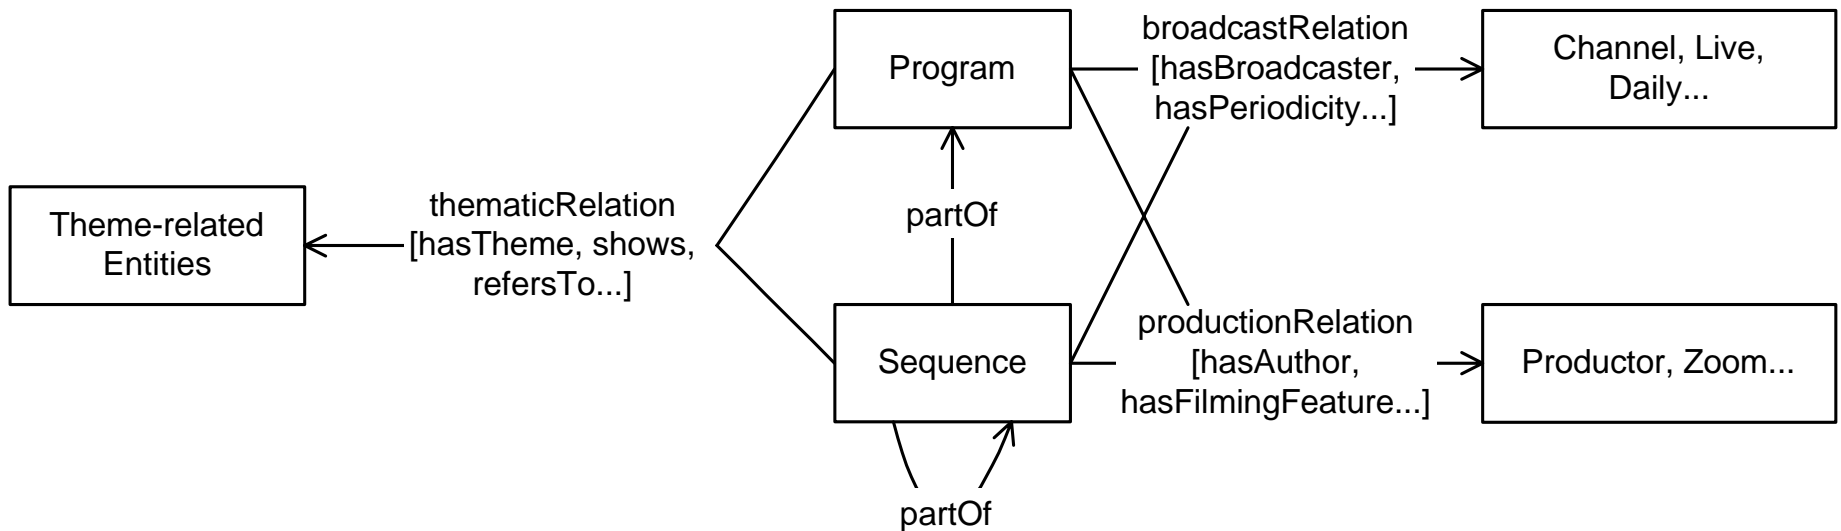 Theme-related
Entities
thematicRelation
[hasTheme, shows,
refersTo...]
Program
partOf
Sequence
partOf
broadcastRelation
[hasBroadcaster,
hasPeriodicity...]
productionRelation
[hasAuthor,
hasFilmingFeature...]
Channel, Live,
Daily...
Productor, Zoom...